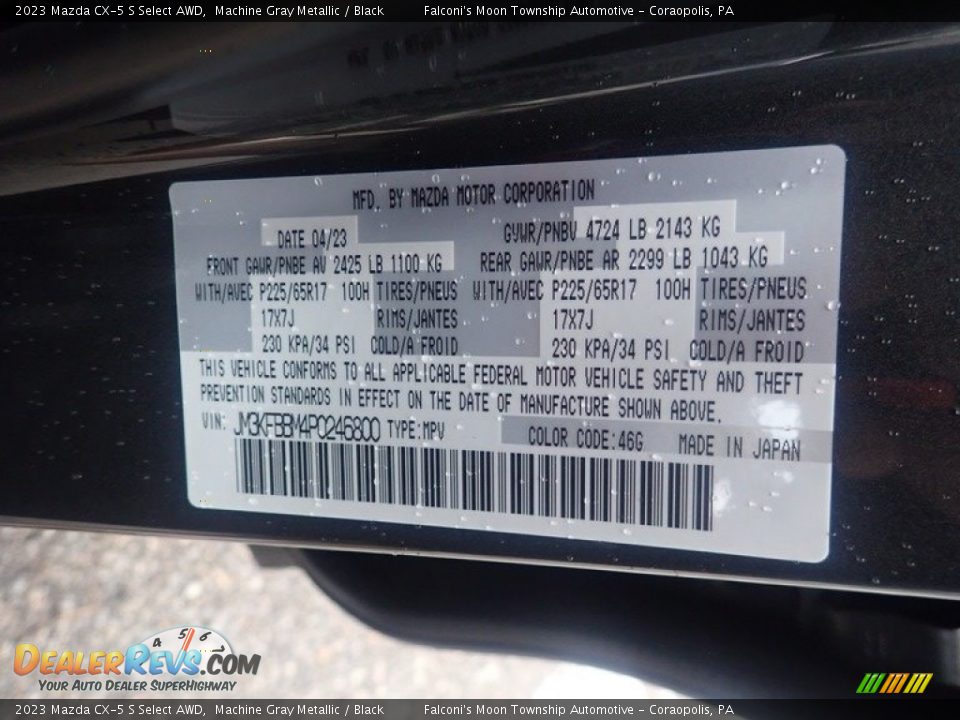 2023 Mazda CX-5 S Select AWD, Machine Gray Metallic / Black Falconi's Moon Township Automotive - Coraopolis, PA
MFD. BY MAZDA MOTOR CORPORATION
DATE 04/23 GVWR/PNBV 4724 LB 2143 KG
FRONT GAWR/PNBE AV 2425 LB 1100 KG REAR GAWR/PNBE AR 2299 LB 1043 KG
WITH/AVEC P225/65R17 100H TIRES/PNEUS WITH/AVEC P225/65R17 100H TIRES/PNEUS
17X7J RIMS/JANTES 17X7J RIMS/JANTES
230 KPA/34 PSI COLD/A FROID 230 KPA/34 PSI COLD/A FROID
THIS VEHICLE CONFORMS TO ALL APPLICABLE FEDERAL MOTOR VEHICLE SAFETY AND THEFT
PREVENTION STANDARDS IN EFFECT ON THE DATE OF MANUFACTURE SHOWN ABOVE.
VIN: JM3KFBBM4P0246800 TYPE:MPV COLOR CODE:46G MADE IN JAPAN
4 5 6
DealerRevs.com
Your Auto Dealer SuperHighway
2023 Mazda CX-5 S Select AWD, Machine Gray Metallic / Black Falconi's Moon Township Automotive - Coraopolis, PA